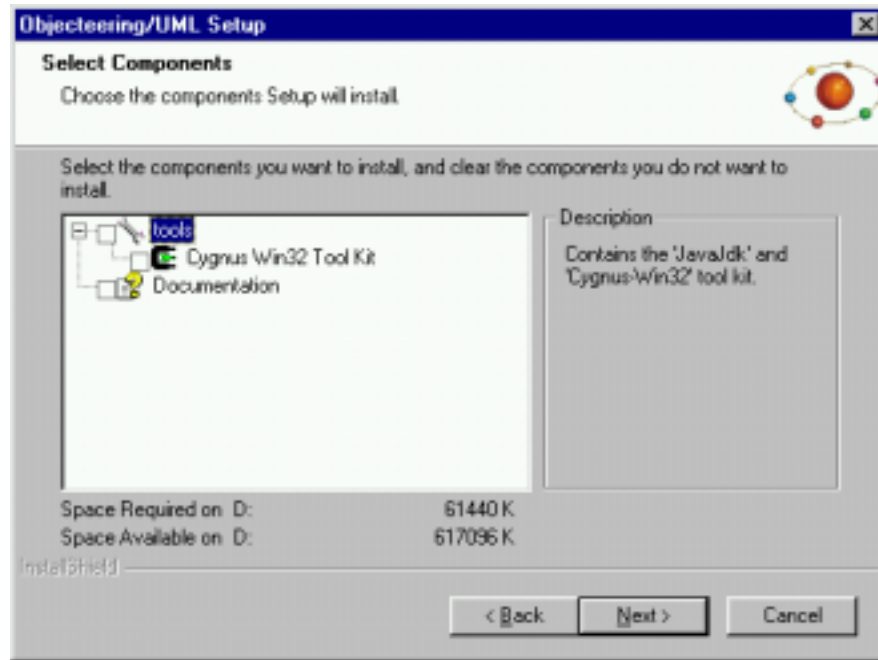 Objecteering/UML Setup
Select Components
Choose the components Setup will install.
Select the components you want to install, and clear the components you do not want to
install.
tools
Cygnus Win32 Tool Kit
Documentation
Description
Contains the 'JavaJdk' and
'Cygnus-Win32' tool kit.
Space Required on D: 61440 K
Space Available on D: 617096 K
InstallShield
< Back Next > Cancel